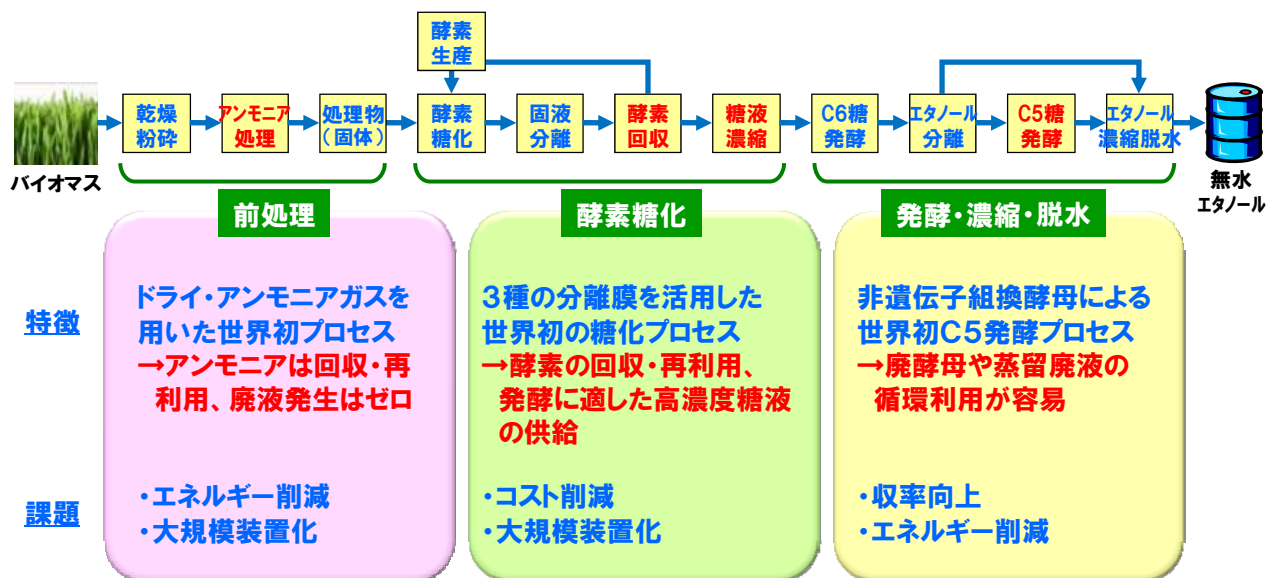 酵素
生産
乾燥
粉砕
アンモニア
処理
処理物
(固体)
酵素
糖化
固液
分離
酵素
回収
糖液
濃縮
C6糖
発酵
エタノール
分離
C5糖
発酵
エタノール
濃縮脱水
バイオマス
無水
エタノール
前処理
酵素糖化
発酵・濃縮・脱水
特徴
ドライ・アンモニアガスを
用いた世界初プロセス
→アンモニアは回収・再
利用、廃液発生はゼロ
3種の分離膜を活用した
世界初の糖化プロセス
→酵素の回収・再利用、
発酵に適した高濃度糖液
の供給
非遺伝子組換酵母による
世界初C5発酵プロセス
→廃酵母や蒸留廃液の
循環利用が容易
課題
・エネルギー削減
・大規模装置化
・コスト削減
・大規模装置化
・収率向上
・エネルギー削減